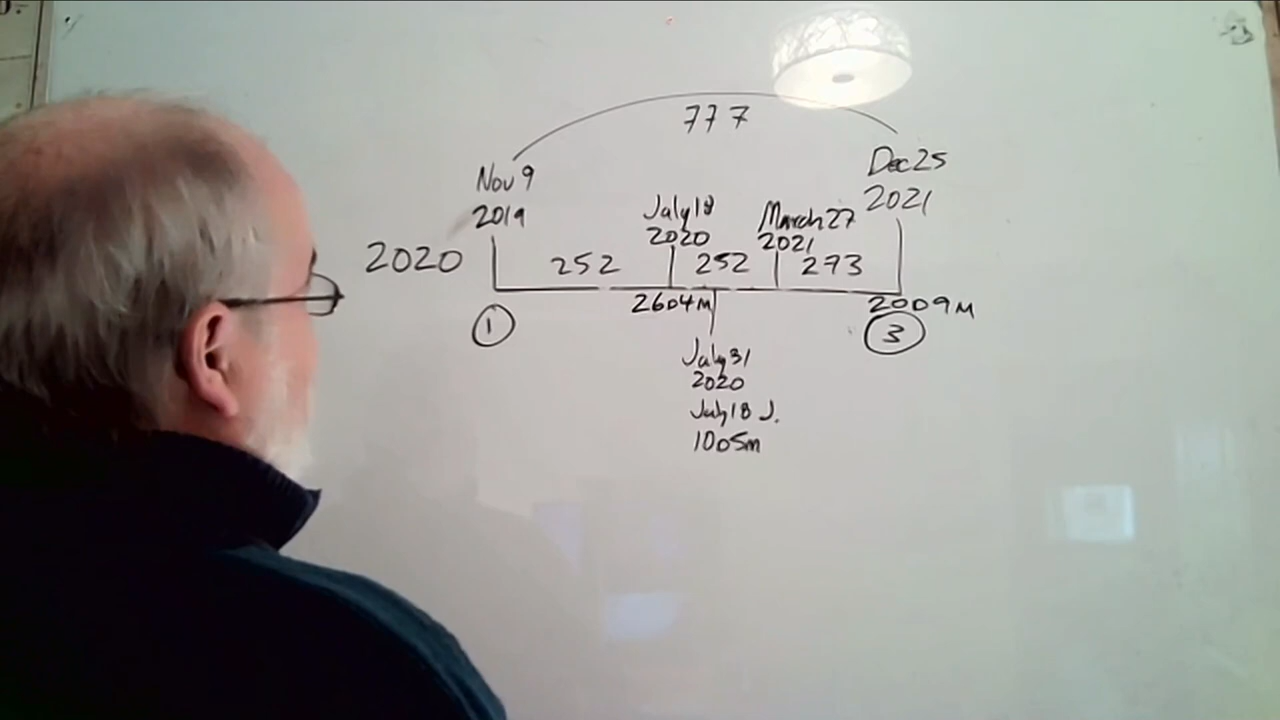 777
Nov 9
2019
Dec 25
2021
July 18
2020
March 27
2021
2020
252
252
273
2604M
2009M
1
3
July 31
2020
July 18 J.
1005m